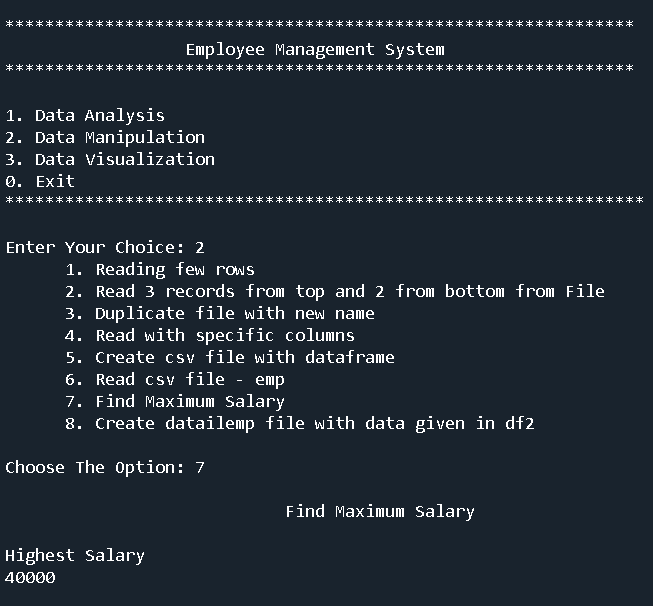 ***************************************************************
Employee Management System
***************************************************************
1. Data Analysis
2. Data Manipulation
3. Data Visualization
0. Exit
****************************************************************
Enter Your Choice: 2
1. Reading few rows
2. Read 3 records from top and 2 from bottom from File
3. Duplicate file with new name
4. Read with specific columns
5. Create csv file with dataframe
6. Read csv file - emp
7. Find Maximum Salary
8. Create datailemp file with data given in df2
Choose The Option: 7
Find Maximum Salary
Highest Salary
40000